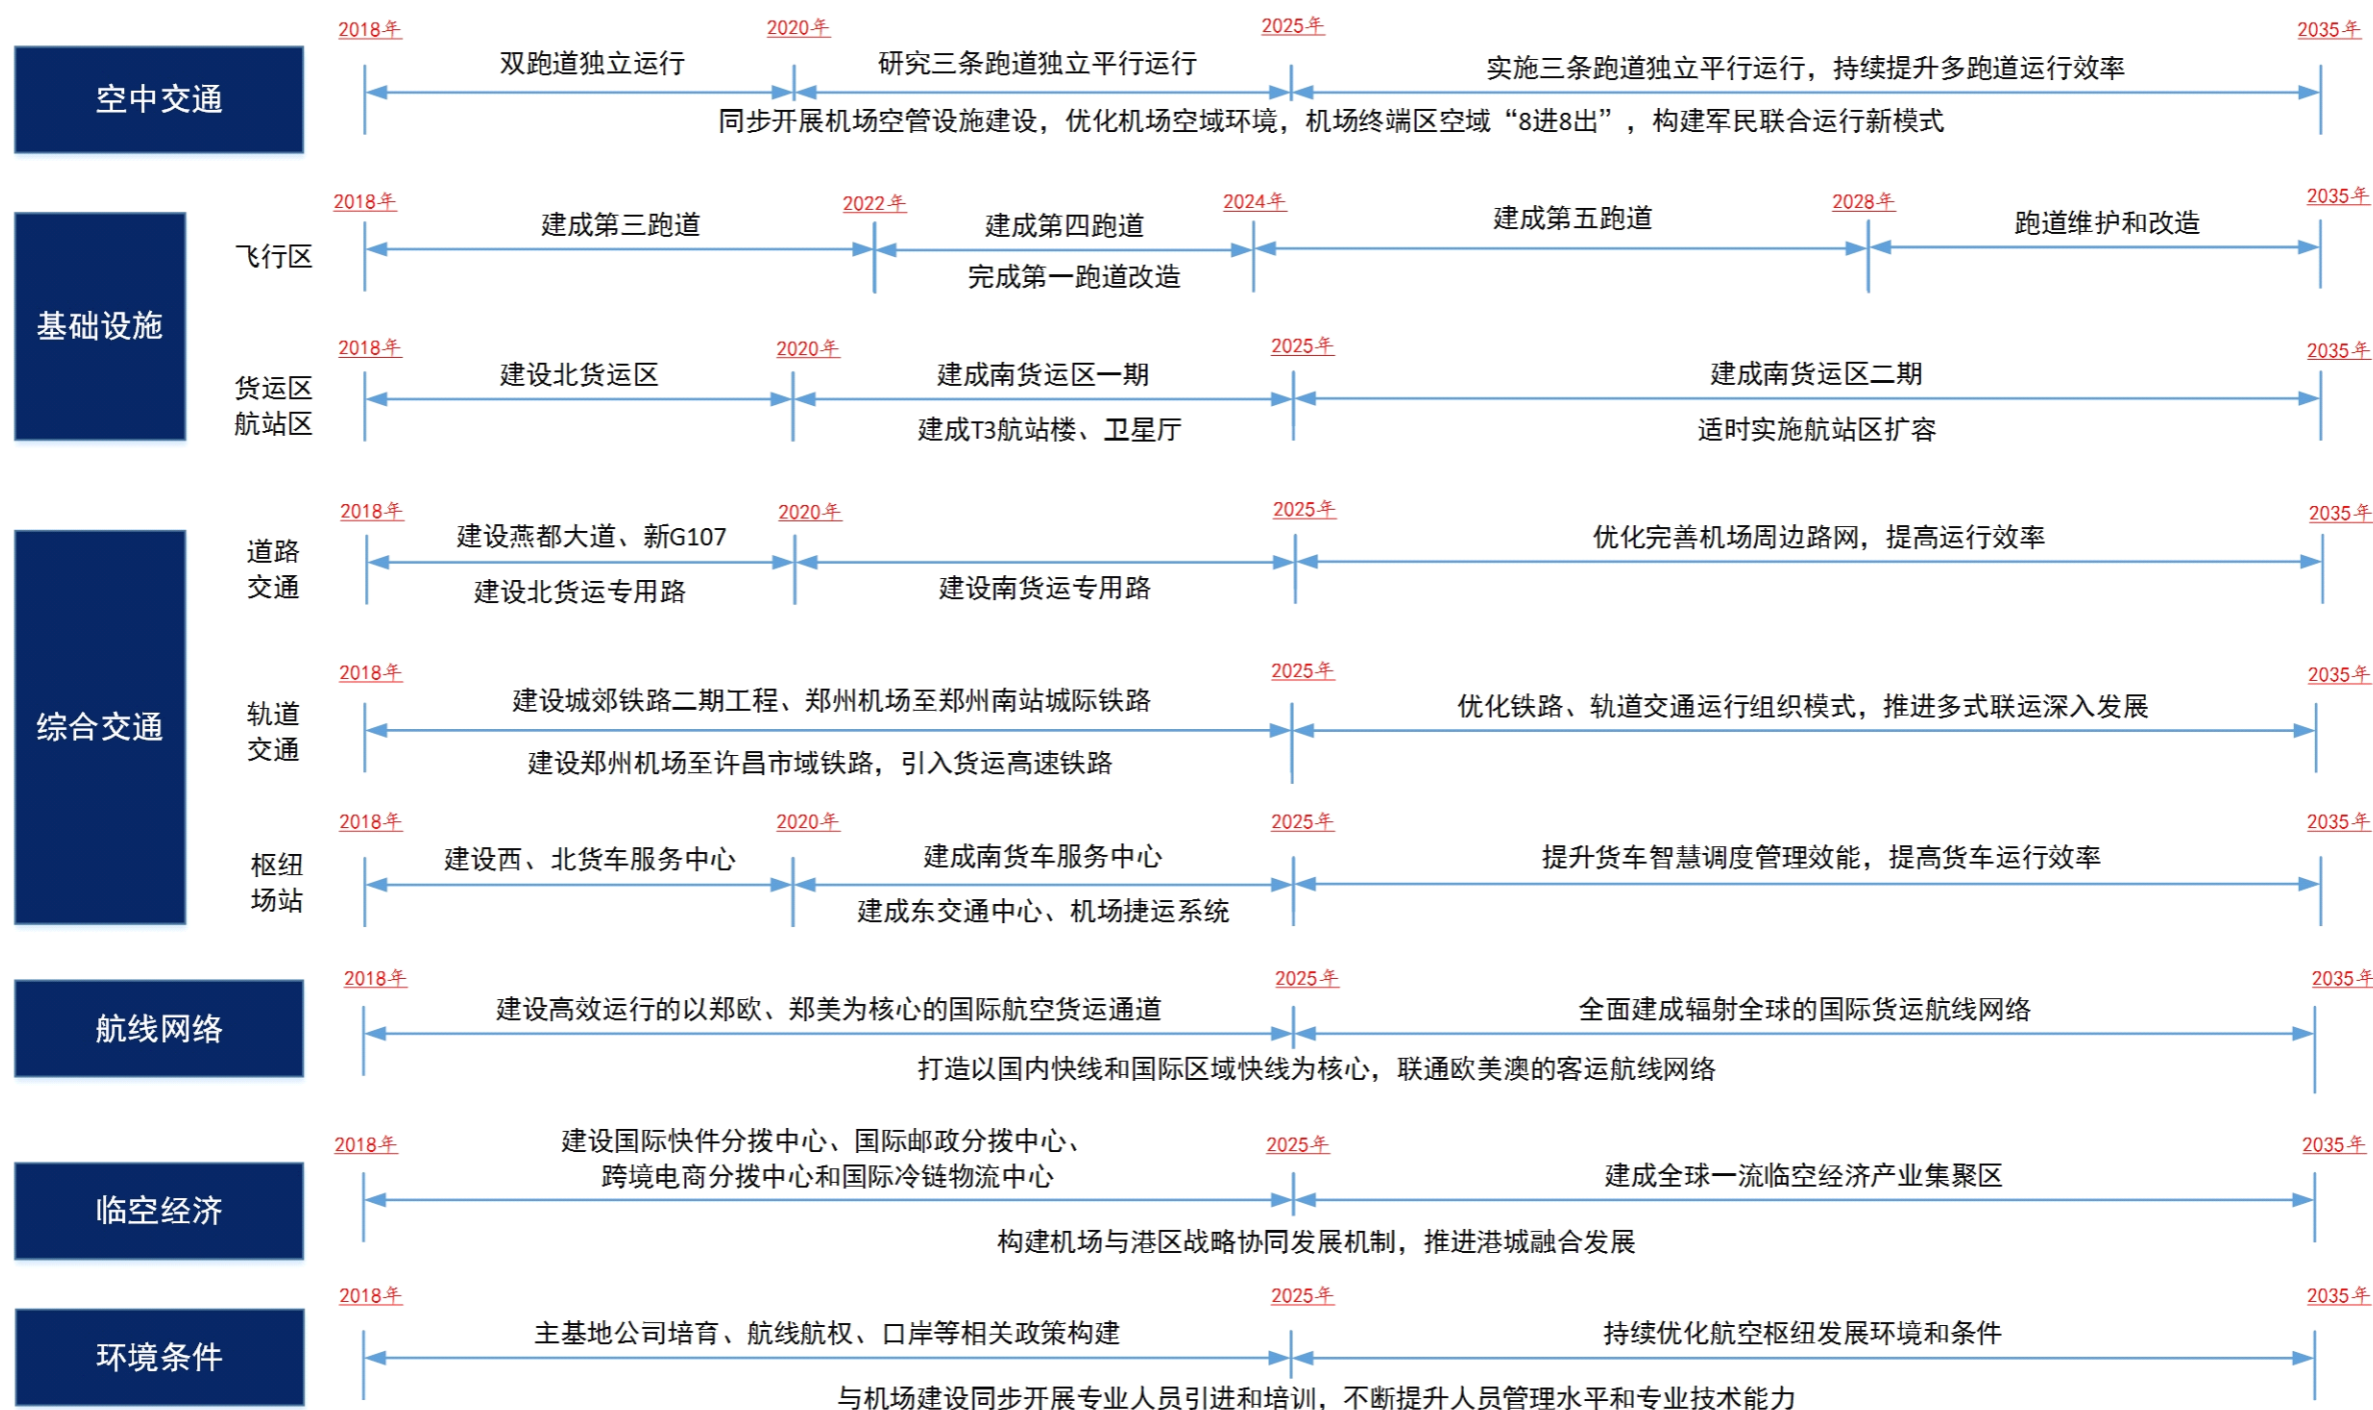 空中交通
2018年
2020年
2025年
2035年
双跑道独立运行
研究三条跑道独立平行运行
实施三条跑道独立平行运行，持续提升多跑道运行效率
同步开展机场空管设施建设，优化机场空域环境，机场终端区空域“8进8出”，构建军民联合运行新模式
基础设施
飞行区
2018年
2022年
2024年
2028年
2035年
建成第三跑道
建成第四跑道
建成第五跑道
跑道维护和改造
完成第一跑道改造
货运区
航站区
2018年
2020年
2025年
2035年
建设北货运区
建成南货运区一期
建成南货运区二期
建成T3航站楼、卫星厅
适时实施航站区扩容
综合交通
道路
交通
2018年
2020年
2025年
2035年
建设燕都大道、新G107
优化完善机场周边路网，提高运行效率
建设北货运专用路
建设南货运专用路
轨道
交通
2018年
2025年
2035年
建设城郊铁路二期工程、郑州机场至郑州南站城际铁路
优化铁路、轨道交通运行组织模式，推进多式联运深入发展
建设郑州机场至许昌市域铁路，引入货运高速铁路
枢纽
场站
2018年
2020年
2025年
2035年
建设西、北货车服务中心
建成南货车服务中心
提升货车智慧调度管理效能，提高货车运行效率
建成东交通中心、机场捷运系统
航线网络
2018年
2025年
2035年
建设高效运行的以郑欧、郑美为核心的国际航空货运通道
全面建成辐射全球的国际货运航线网络
打造以国内快线和国际区域快线为核心，联通欧美澳的客运航线网络
临空经济
2018年
2025年
2035年
建设国际快件分拨中心、国际邮政分拨中心、
跨境电商分拨中心和国际冷链物流中心
建成全球一流临空经济产业集聚区
构建机场与港区战略协同发展机制，推进港城融合发展
环境条件
2018年
2025年
2035年
主基地公司培育、航线航权、口岸等相关政策构建
持续优化航空枢纽发展环境和条件
与机场建设同步开展专业人员引进和培训，不断提升人员管理水平和专业技术能力